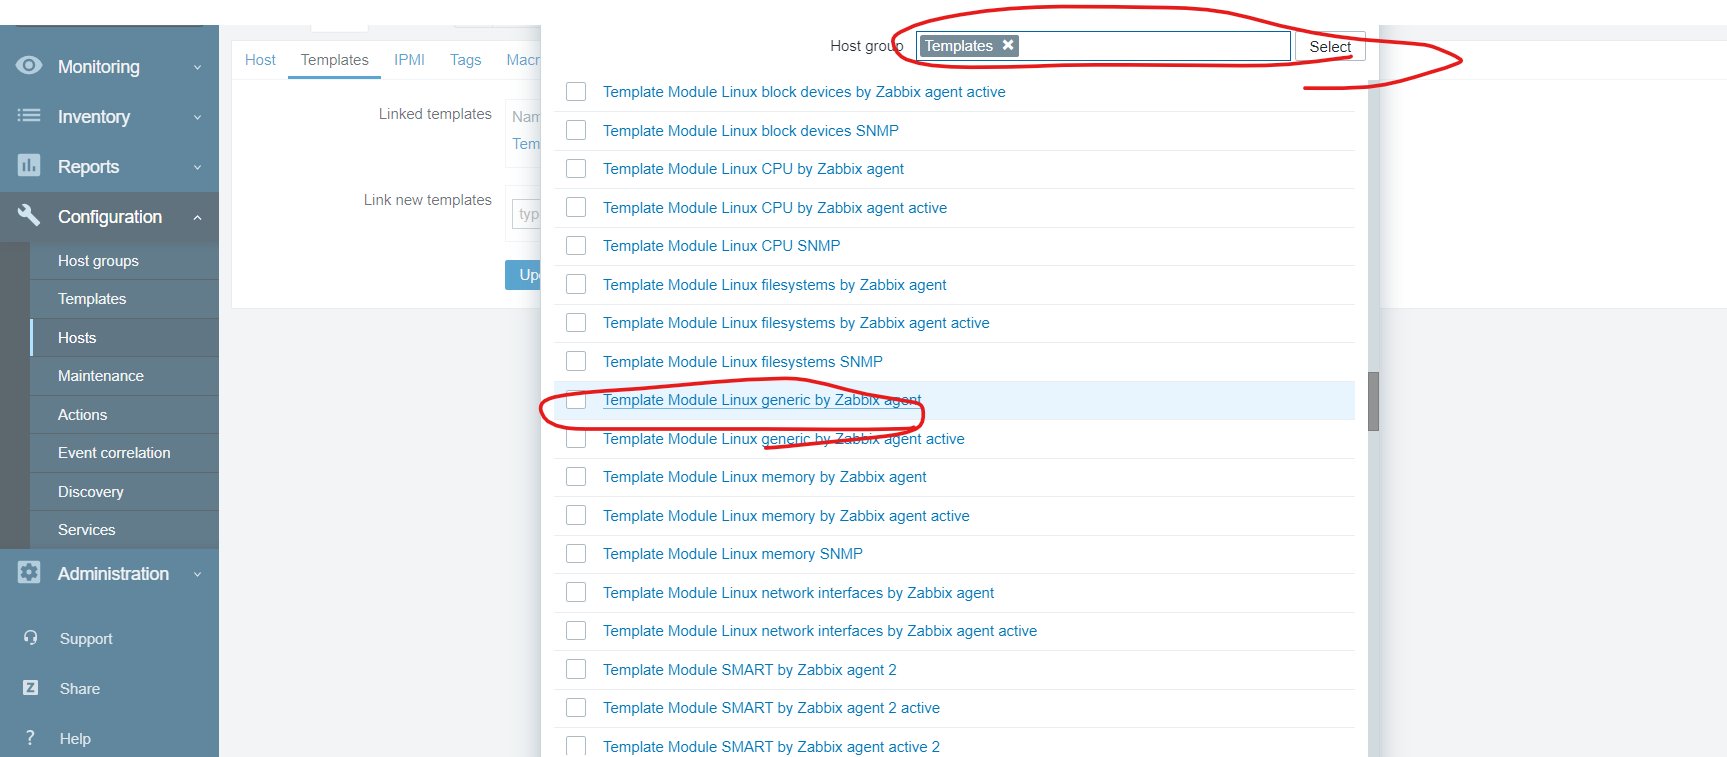 Monitoring
Inventory
Reports
Configuration
Host groups
Templates
Hosts
Maintenance
Actions
Event correlation
Discovery
Services
Administration
Support
Z Share
? Help
Host Templates IPMI Tags Macr
Linked templates
Nam
Tem
Link new templates
typ
Up
Host group Templates ✖ Select
Template Module Linux block devices by Zabbix agent active
Template Module Linux block devices SNMP
Template Module Linux CPU by Zabbix agent
Template Module Linux CPU by Zabbix agent active
Template Module Linux CPU SNMP
Template Module Linux filesystems by Zabbix agent
Template Module Linux filesystems by Zabbix agent active
Template Module Linux filesystems SNMP
Template Module Linux generic by Zabbix agent
Template Module Linux generic by Zabbix agent active
Template Module Linux memory by Zabbix agent
Template Module Linux memory by Zabbix agent active
Template Module Linux memory SNMP
Template Module Linux network interfaces by Zabbix agent
Template Module Linux network interfaces by Zabbix agent active
Template Module SMART by Zabbix agent 2
Template Module SMART by Zabbix agent 2 active
Template Module SMART by Zabbix agent active 2